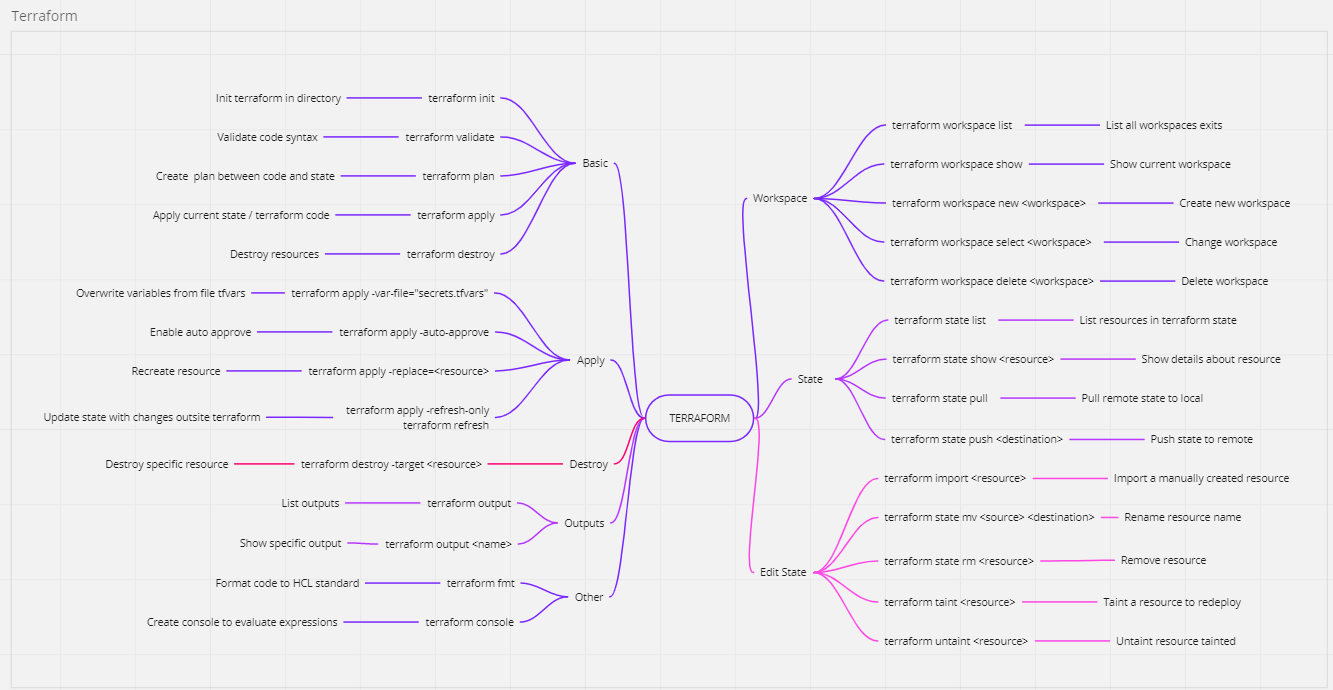 Terraform
TERRAFORM
Basic
terraform init
Init terraform in directory
terraform validate
Validate code syntax
terraform plan
Create  plan between code and state
terraform apply
Apply current state / terraform code
terraform destroy
Destroy resources
Apply
terraform apply -var-file="secrets.tfvars"
Overwrite variables from file tfvars
terraform apply -auto-approve
Enable auto approve
terraform apply -replace=<resource>
Recreate resource
terraform apply -refresh-only
terraform refresh
Update state with changes outsite terraform
Destroy
terraform destroy -target <resource>
Destroy specific resource
Outputs
terraform output
List outputs
terraform output <name>
Show specific output
Other
terraform fmt
Format code to HCL standard
terraform console
Create console to evaluate expressions
Workspace
terraform workspace list
List all workspaces exits
terraform workspace show
Show current workspace
terraform workspace new <workspace>
Create new workspace
terraform workspace select <workspace>
Change workspace
terraform workspace delete <workspace>
Delete workspace
State
terraform state list
List resources in terraform state
terraform state show <resource>
Show details about resource
terraform state pull
Pull remote state to local
terraform state push <destination>
Push state to remote
Edit State
terraform import <resource>
Import a manually created resource
terraform state mv <source> <destination>
Rename resource name
terraform state rm <resource>
Remove resource
terraform taint <resource>
Taint a resource to redeploy
terraform untaint <resource>
Untaint resource tainted